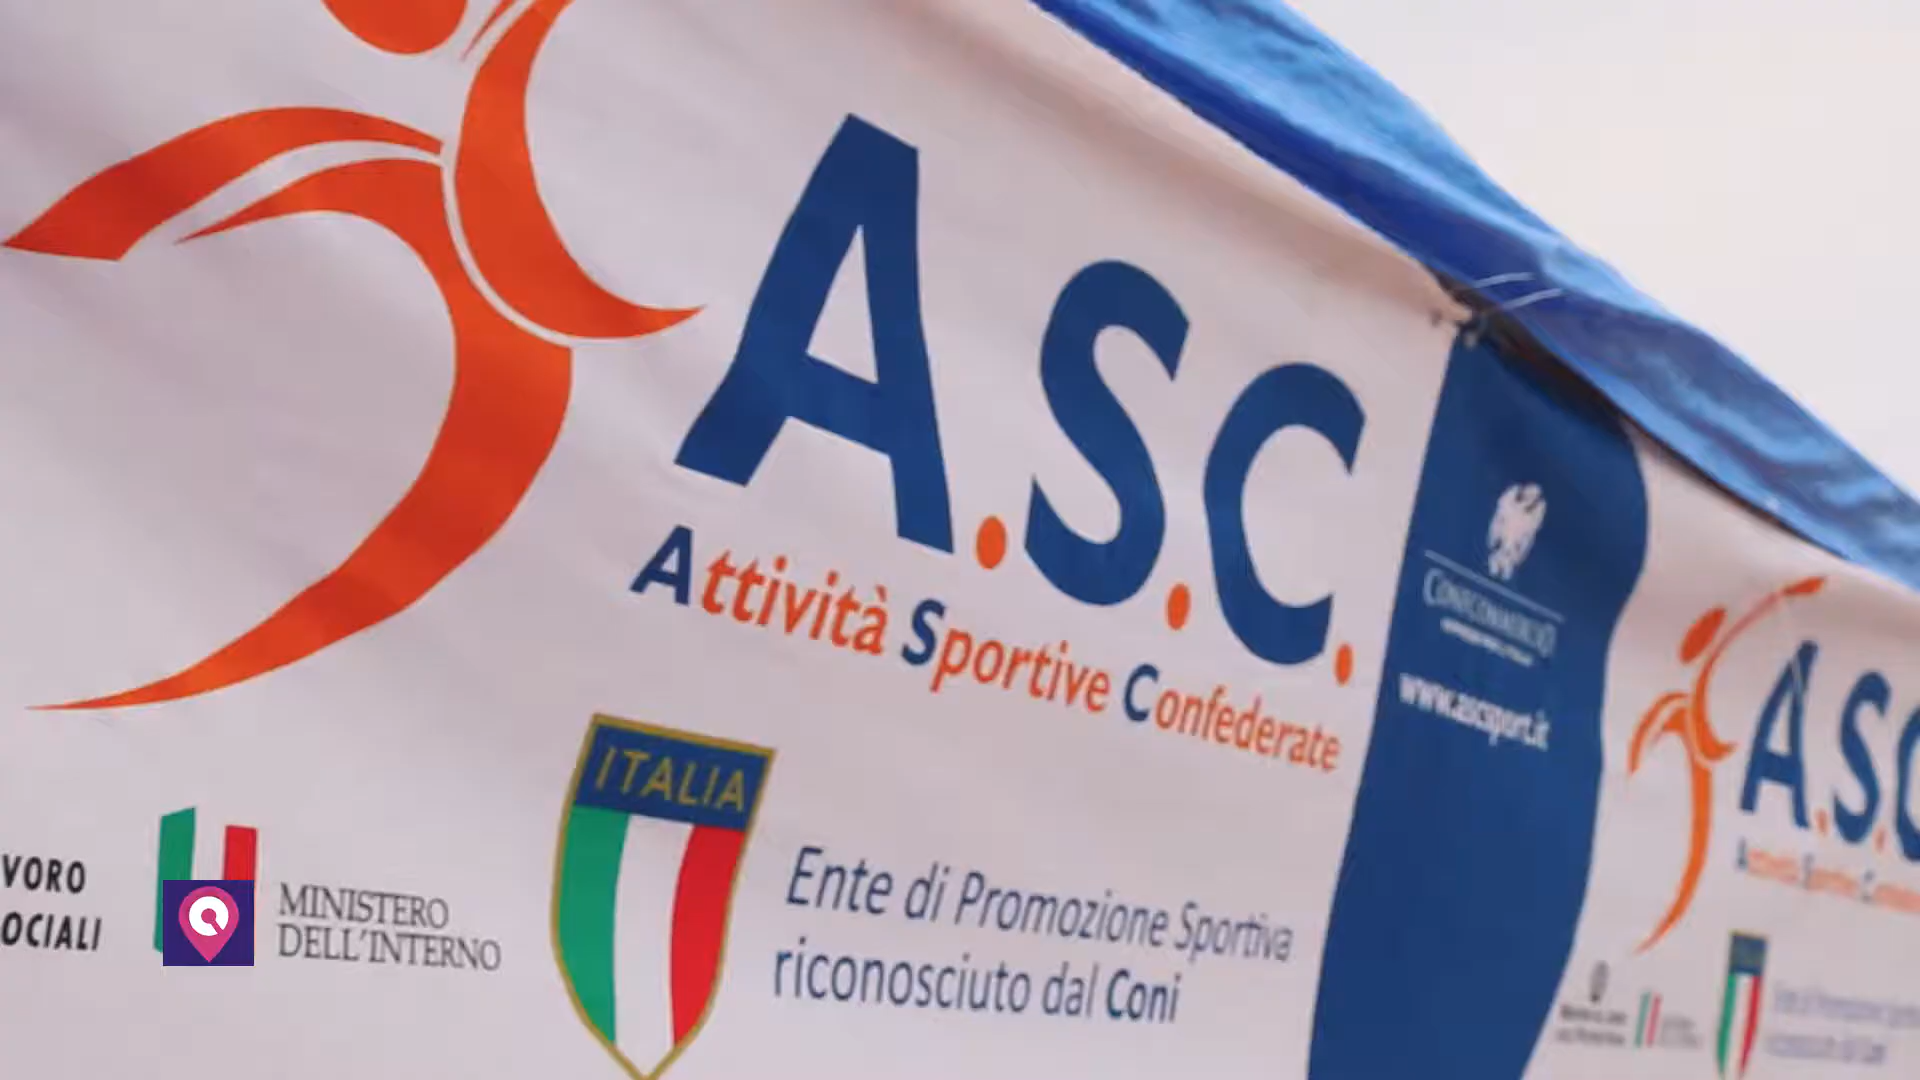 A.S.C.
Attività Sportive Confederate
ITALIA
Ente di Promozione Sportiva
riconosciuto dal Coni
VORO
OCIALI
MINISTERO
DELL'INTERNO
CONFCOMMERCIO
www.ascsport.it
A.S.C